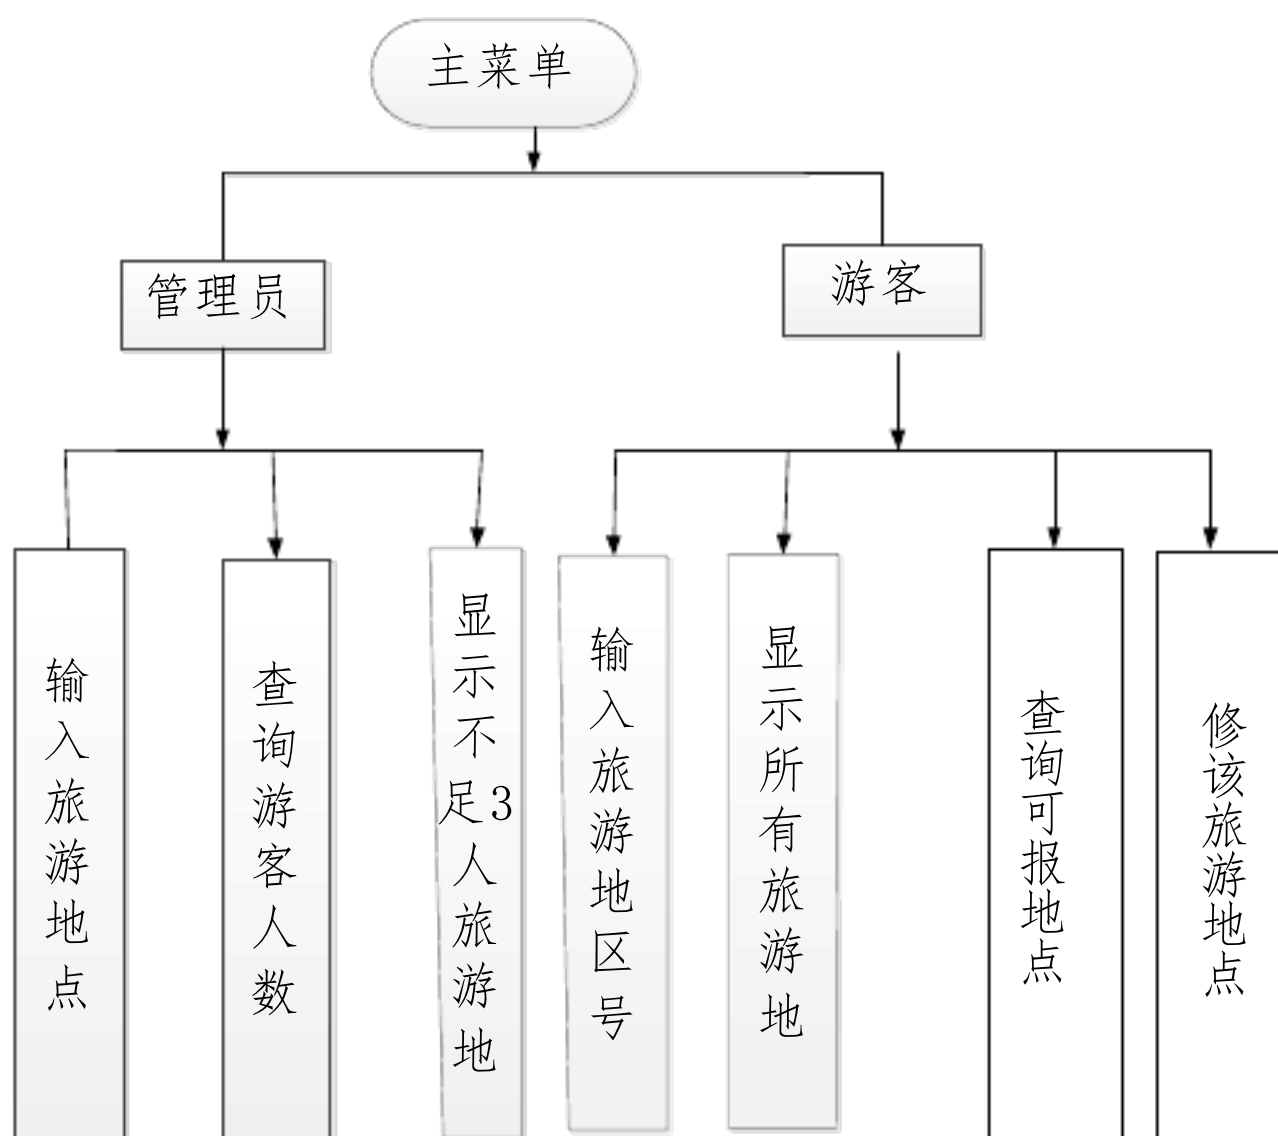 主菜单
管理员
游客
输入旅游地点
查询游客人数
显示不足3人旅游地
输入旅游地区号
显示所有旅游地
查询可报地点
修该旅游地点